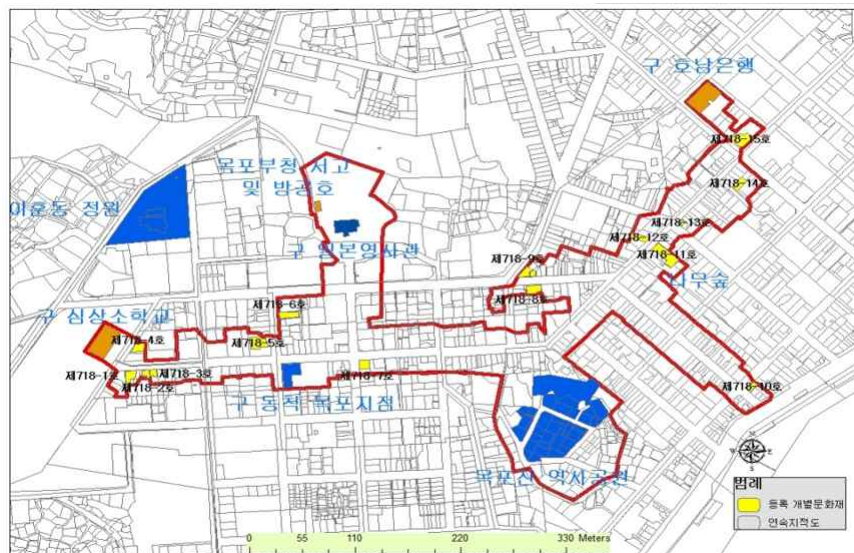 구 호남은행
제718-15호
목포부청 서고
및 방공호
제718-14호
이훈동 정원
제718-13호
제718-12호
구 일본영사관
제718-9호
제718-11호
나무숲
제718-8호
제718-6호
구 심상소학교
제718-4호
제718-5호
제718-1호
제718-3호
제718-7호
제718-2호
제718-10호
구 동척 목포지점
목포진 역사공원
N
W
E
S
범례
등록 개별문화재
연속지적도
0 55 110 220 330 Meters